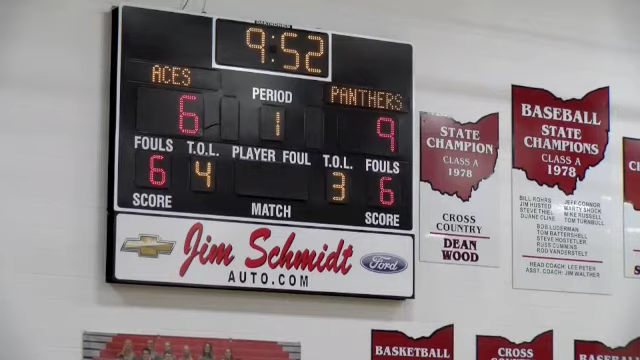 9:52
ACES
PANTHERS
PERIOD
6
1
9
FOULS
T.O.L.
PLAYER FOUL
T.O.L.
FOULS
6
4
3
6
SCORE
MATCH
SCORE
Jim Schmidt
AUTO.COM
Ford
STATE
CHAMPION
CLASS A
1978
CROSS
COUNTRY
DEAN
WOOD
BASEBALL
STATE
CHAMPIONS
CLASS A
1978
BILL ROHRS
JEFF CONNOR
JIM HUSTED
MARTY SHOCK
STEVE THIEL
MIKE RUSSELL
DUANE CLINE
TOM TURNBULL
BOB LUDERMAN
TOM BATTERSHELL
STEVE HOSTETLER
RUSS CUMMINS
ROD VANDERSTELT
HEAD COACH: LEE PETER
ASST. COACH: JIM WALTHER
BASKETBALL